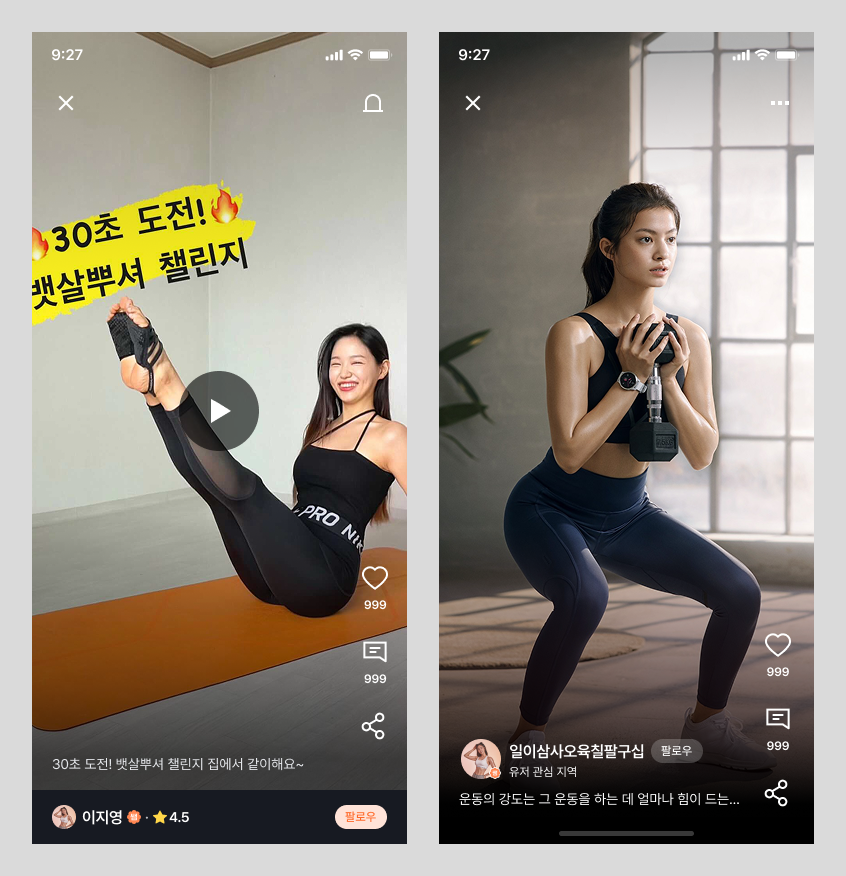 9:27
30초 도전!
뱃살뿌셔 챌린지
PRO NI
999
999
30초 도전! 뱃살뿌셔 챌린지 집에서 같이해요~
이지영 · 4.5
팔로우
9:27
999
999
일이삼사오육칠팔구십 팔로우
유저 관심 지역
운동의 강도는 그 운동을 하는 데 얼마나 힘이 드는...